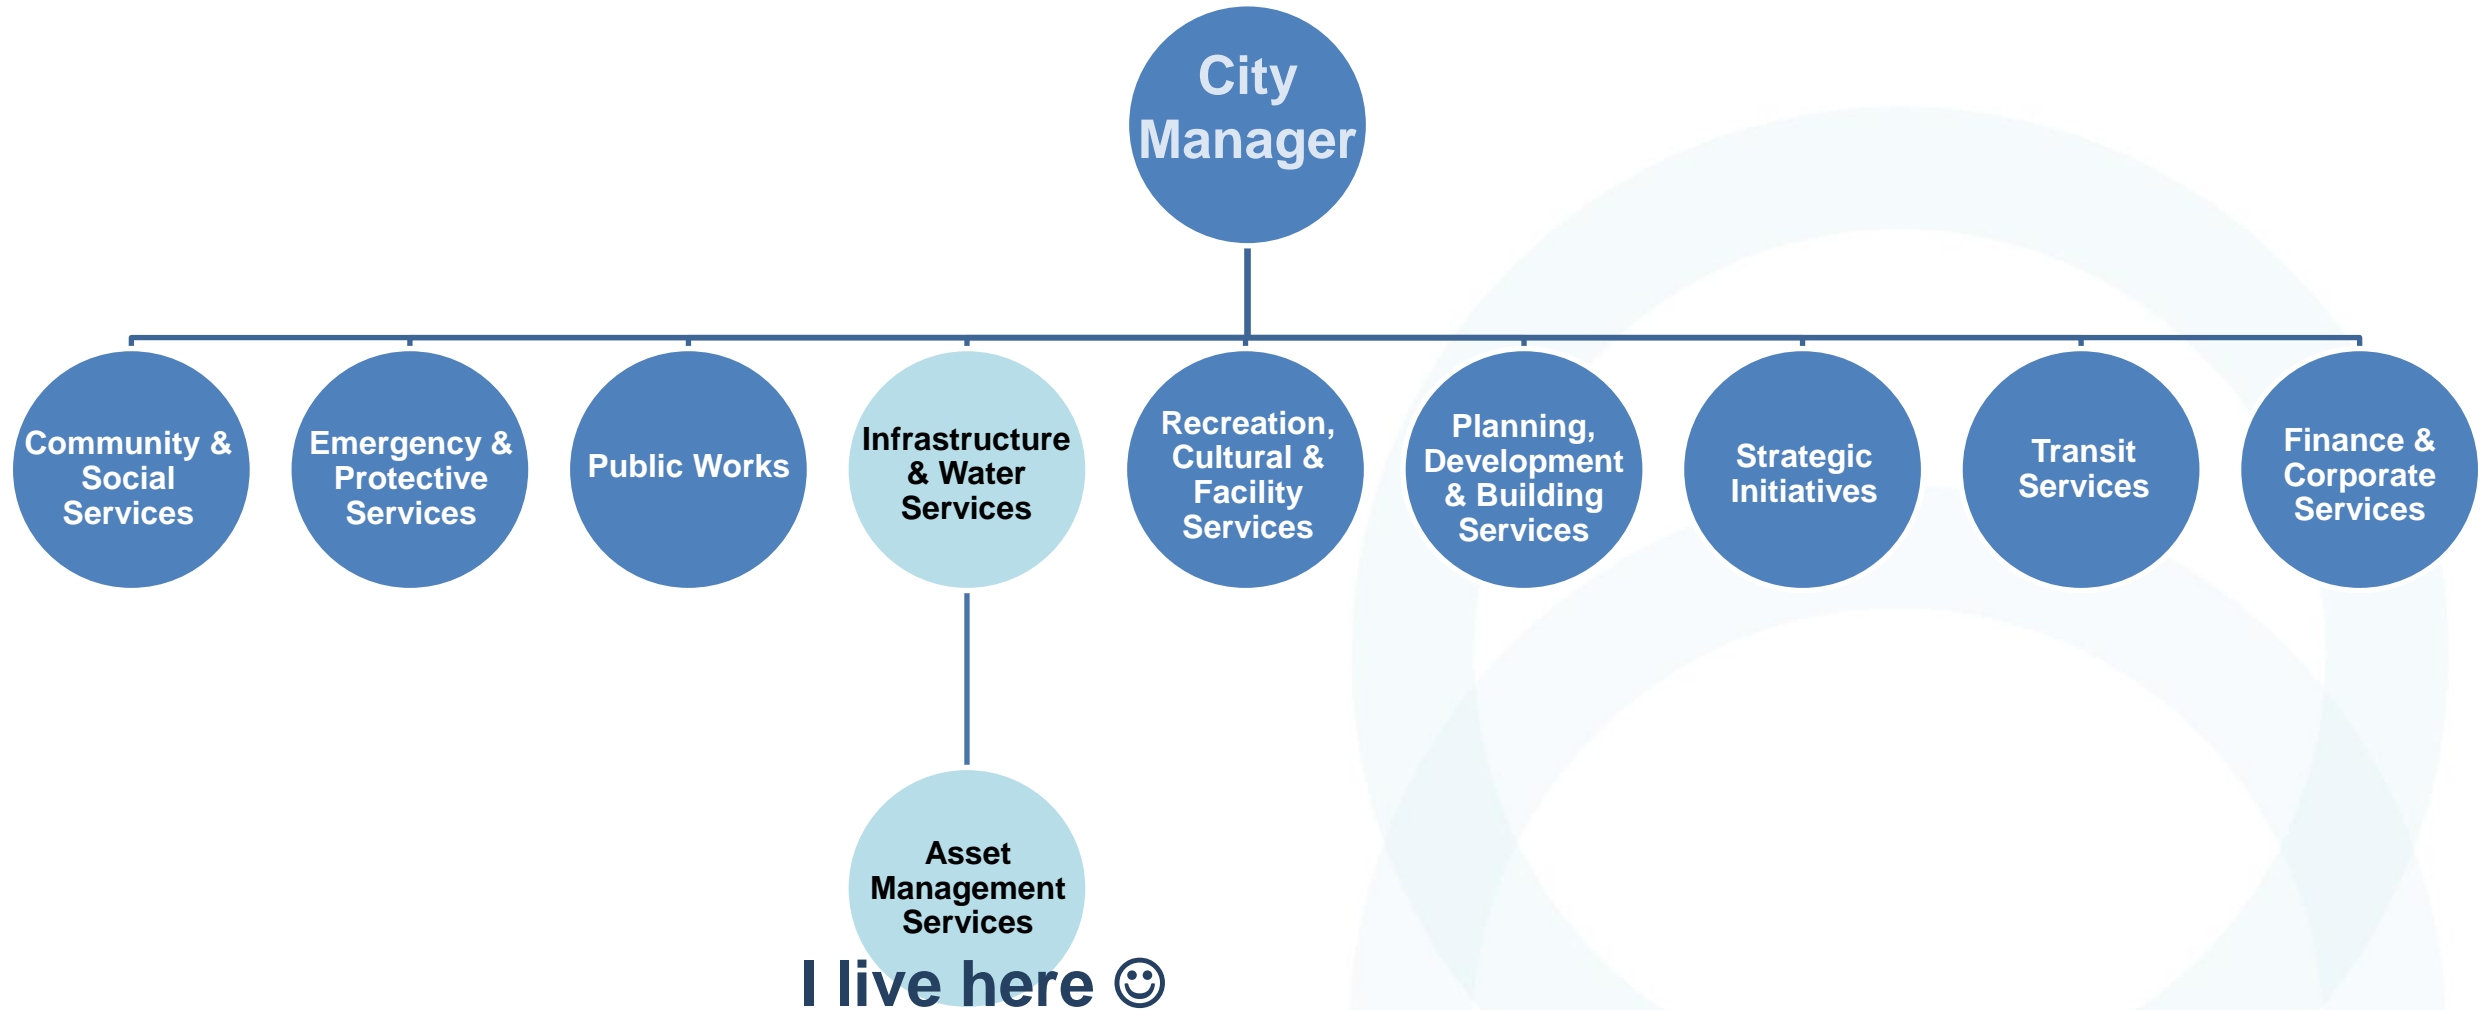 City
Manager
Community &
Social
Services
Emergency &
Protective
Services
Public Works
Infrastructure
& Water
Services
Recreation,
Cultural &
Facility
Services
Planning,
Development
& Building
Services
Strategic
Initiatives
Transit
Services
Finance &
Corporate
Services
Asset
Management
Services
I live here ☺